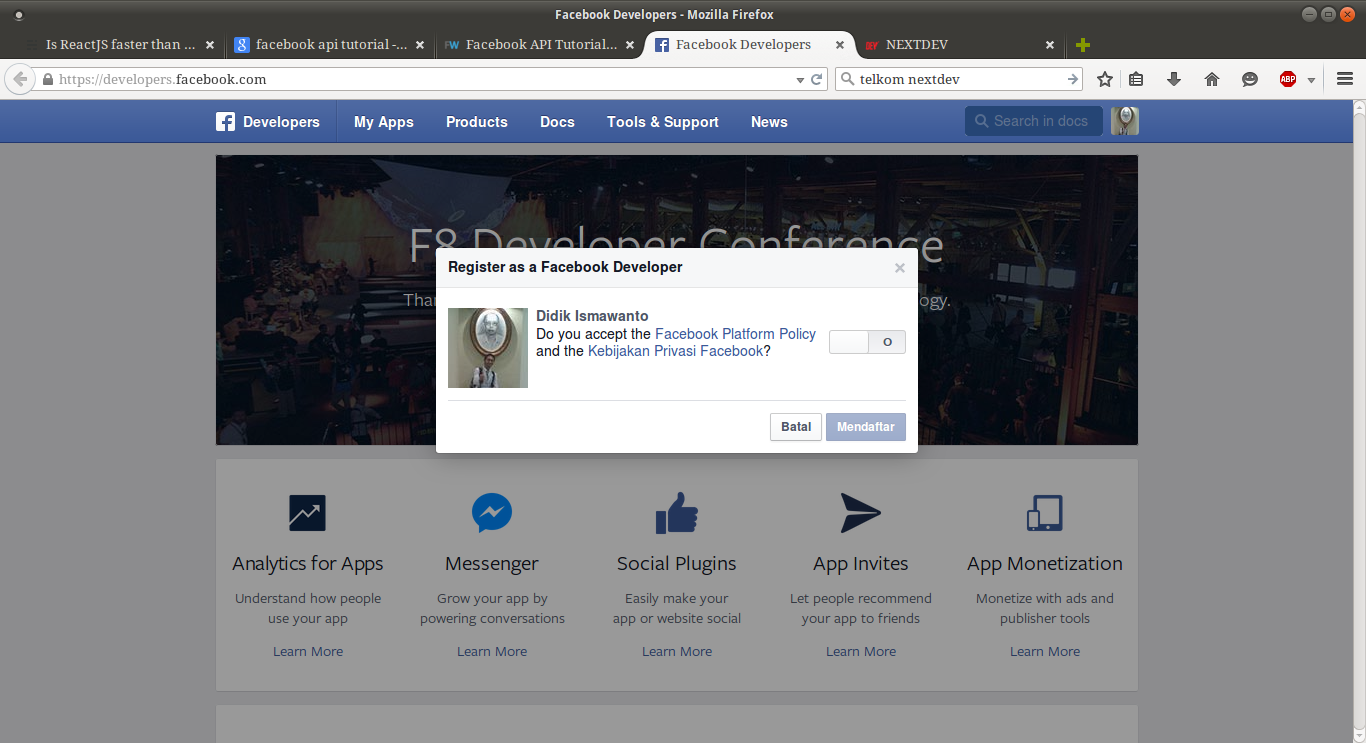 Facebook Developers - Mozilla Firefox
Is ReactJS faster than ...
facebook api tutorial -...
FW Facebook API Tutorial...
Facebook Developers
DEV NEXTDEV
https://developers.facebook.com
telkom nextdev
ABP
Developers
My Apps
Products
Docs
Tools & Support
News
Search in docs
F8 Developer Conference
Than
ogy.
Register as a Facebook Developer
Didik Ismawanto
Do you accept the Facebook Platform Policy
and the Kebijakan Privasi Facebook?
O
Batal
Mendaftar
Analytics for Apps
Understand how people
use your app
Learn More
Messenger
Grow your app by
powering conversations
Learn More
Social Plugins
Easily make your
app or website social
Learn More
App Invites
Let people recommend
your app to friends
Learn More
App Monetization
Monetize with ads and
publisher tools
Learn More